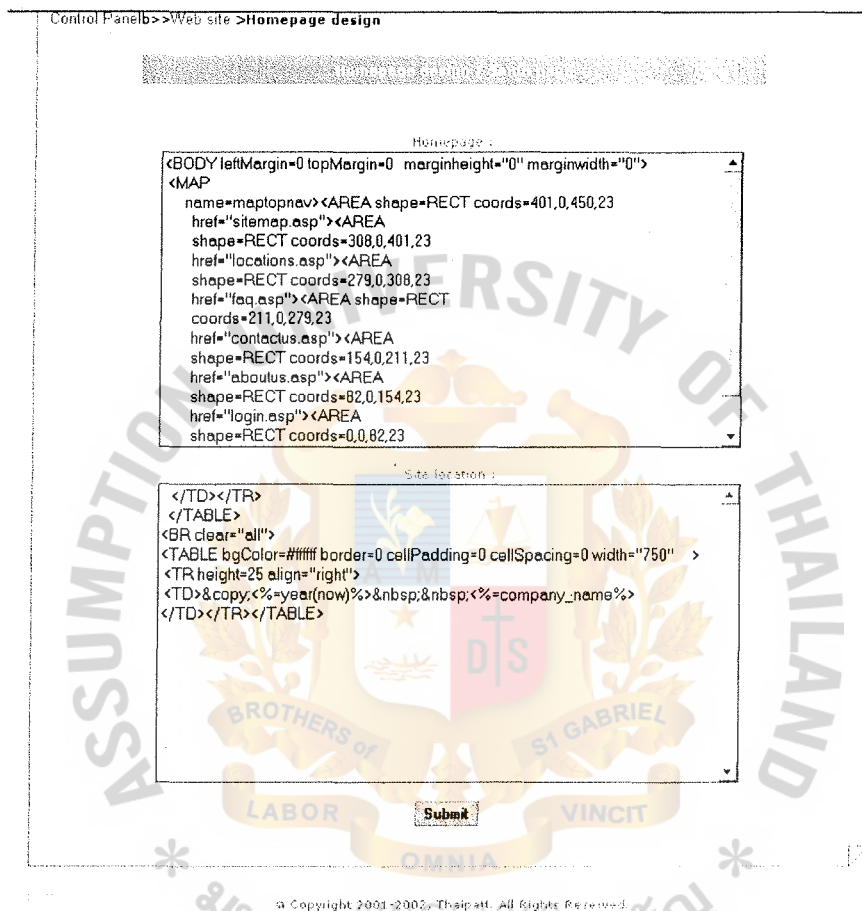 Control Panelb>>Web site >Homepage design
Homepage :
<BODY leftMargin=0 topMargin=0 marginheight="0" marginwidth="0">
<MAP
name=maptopnav><AREA shape=RECT coords=401,0,450,23
href="sitemap.asp"><AREA
shape=RECT coords=308,0,401,23
href="locations.asp"><AREA
shape=RECT coords=279,0,308,23
href="faq.asp"><AREA shape=RECT
coords=211,0,279,23
href="contactus.asp"><AREA
shape=RECT coords=154,0,211,23
href="aboutus.asp"><AREA
shape=RECT coords=82,0,154,23
href="login.asp"><AREA
shape=RECT coords=0,0,82,23
Site location :
</TD></TR>
</TABLE>
<BR clear="all">
<TABLE bgColor=#ffffff border=0 cellPadding=0 cellSpacing=0 width="750" >
<TR height=25 align="right">
<TD>&copy;<%=year(now)%>&nbsp;&nbsp;<%=company_name%>
</TD></TR></TABLE>
Submit
© Copyright 2001-2002, Thaipatt. All Rights Reserved.
ASSUMPTION UNIVERSITY OF THAILAND
A M
D S
BROTHERS of S1 GABRIEL
LABOR
OMNIA
VINCIT